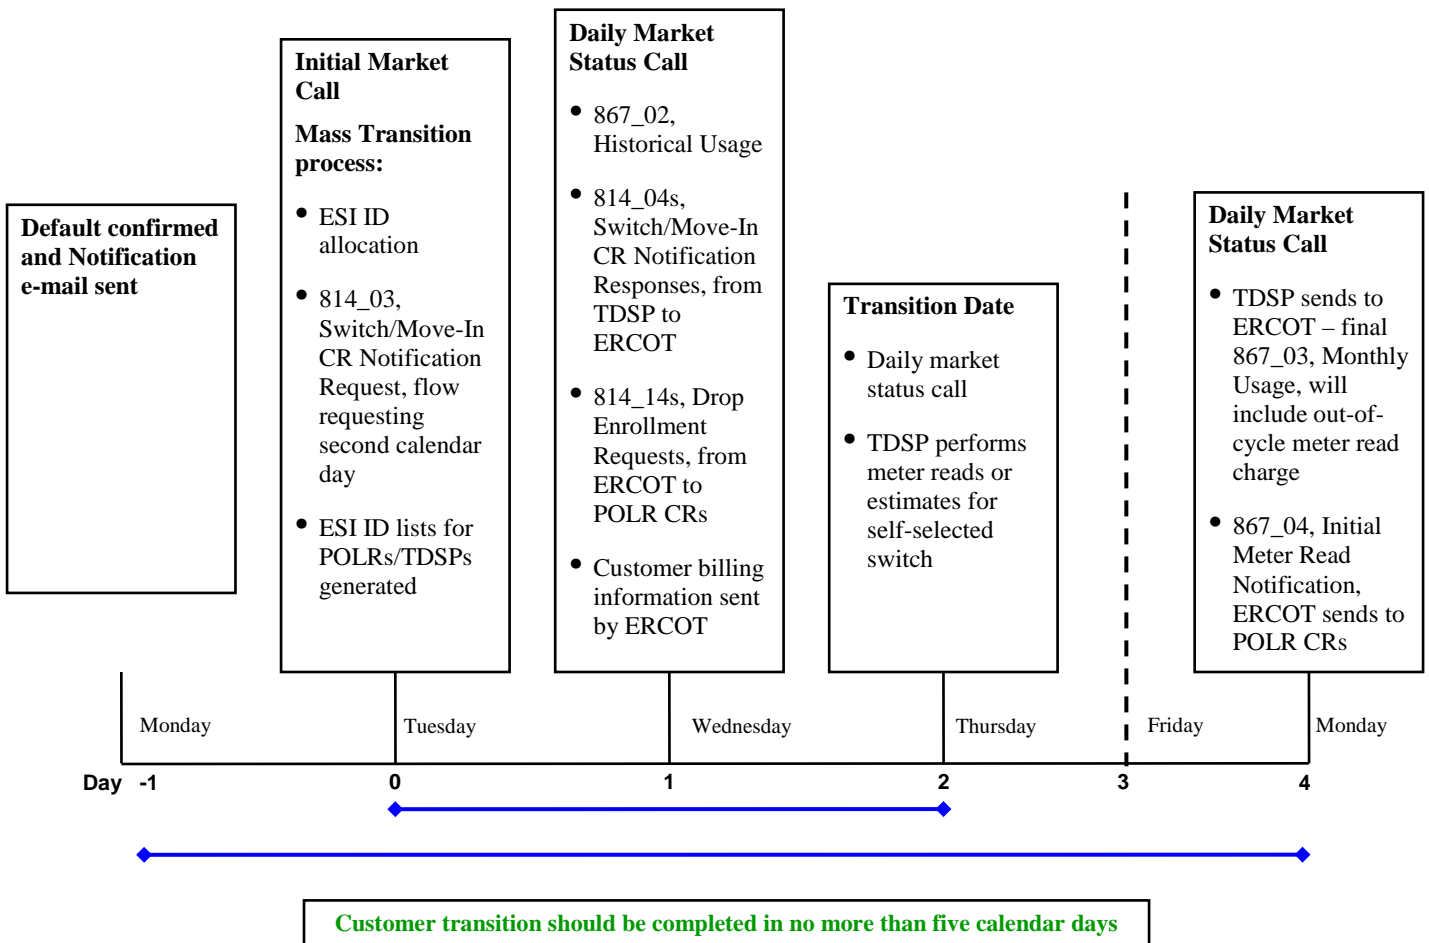 Default confirmed
and Notification
e-mail sent
Initial Market
Call
Mass Transition
process:
• ESI ID
allocation
• 814_03,
Switch/Move-In
CR Notification
Request, flow
requesting
second calendar
day
• ESI ID lists for
POLRs/TDSPs
generated
Daily Market
Status Call
• 867_02,
Historical Usage
• 814_04s,
Switch/Move-In
CR Notification
Responses, from
TDSP to
ERCOT
• 814_14s, Drop
Enrollment
Requests, from
ERCOT to
POLR CRs
• Customer billing
information sent
by ERCOT
Transition Date
• Daily market
status call
• TDSP performs
meter reads or
estimates for
self-selected
switch
Daily Market
Status Call
• TDSP sends to
ERCOT – final
867_03, Monthly
Usage, will
include out-of-
cycle meter read
charge
• 867_04, Initial
Meter Read
Notification,
ERCOT sends to
POLR CRs
Monday Tuesday Wednesday Thursday Friday Monday
Day -1 0 1 2 3 4
Customer transition should be completed in no more than five calendar days